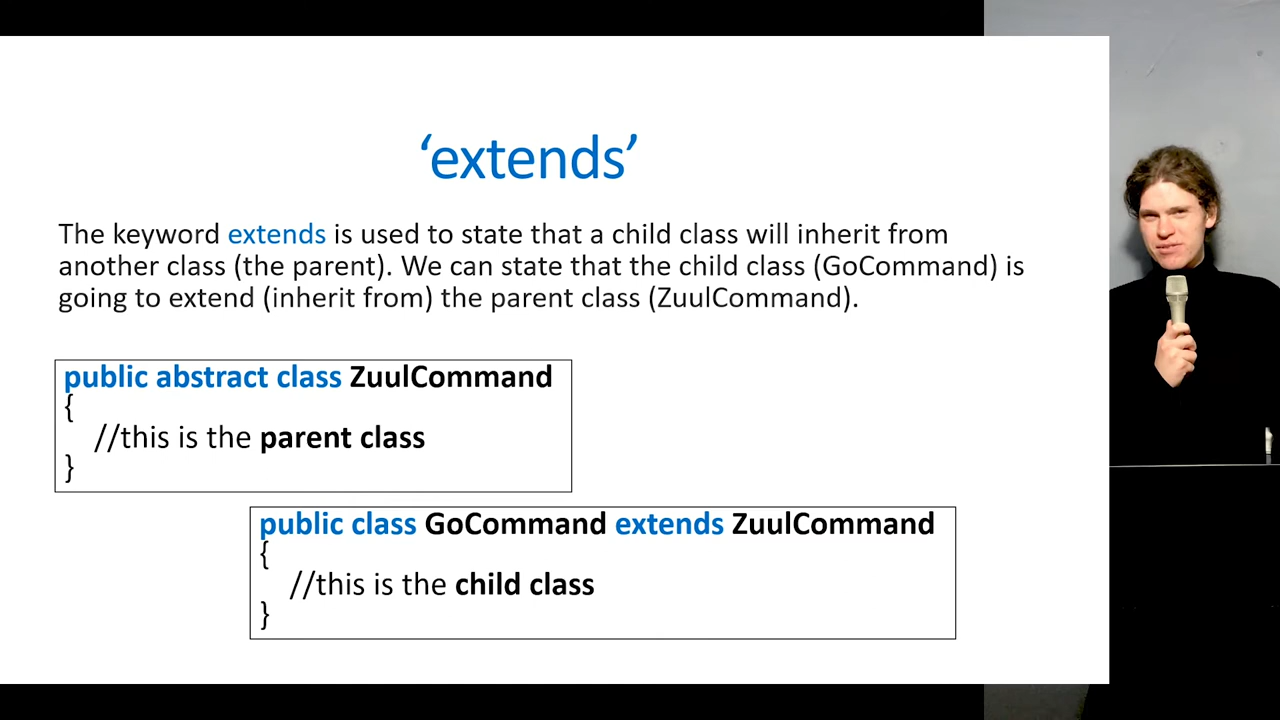 ‘extends’
The keyword extends is used to state that a child class will inherit from
another class (the parent). We can state that the child class (GoCommand) is
going to extend (inherit from) the parent class (ZuulCommand).
public abstract class ZuulCommand
{
//this is the parent class
}
public class GoCommand extends ZuulCommand
{
//this is the child class
}